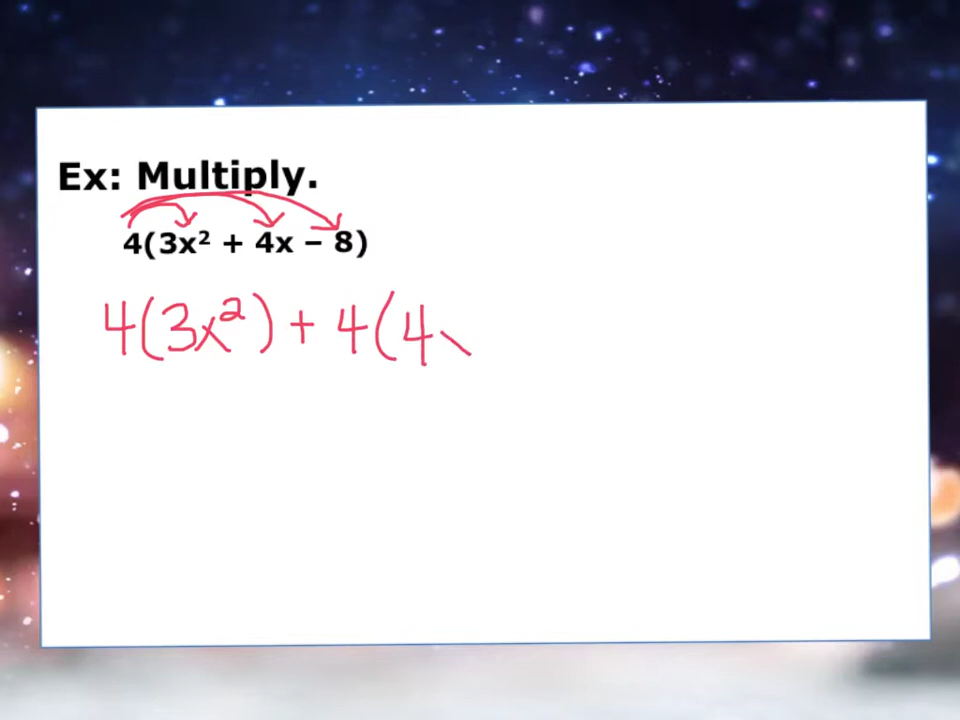 Ex: Multiply.
4(3x² + 4x – 8)
4(3x²) + 4(4